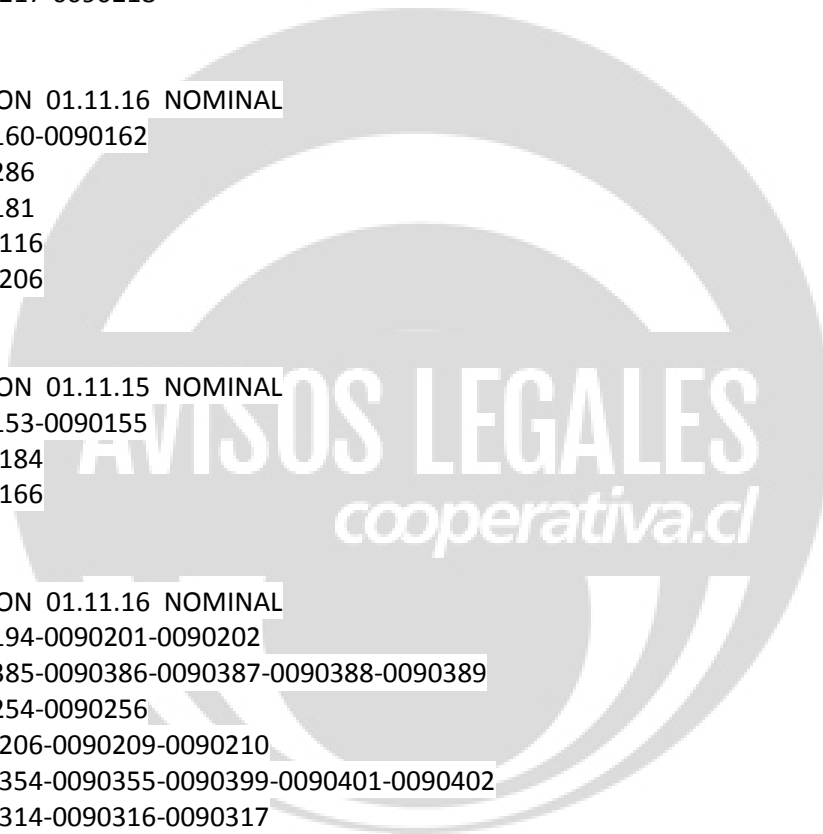 ON 01.11.16 NOMINAL
160-0090162
286
181
116
206
ON 01.11.15 NOMINAL
153-0090155
184
166
AVISOS LEGALES
cooperativa.cl
ON 01.11.16 NOMINAL
194-0090201-0090202
385-0090386-0090387-0090388-0090389
254-0090256
206-0090209-0090210
354-0090355-0090399-0090401-0090402
314-0090316-0090317